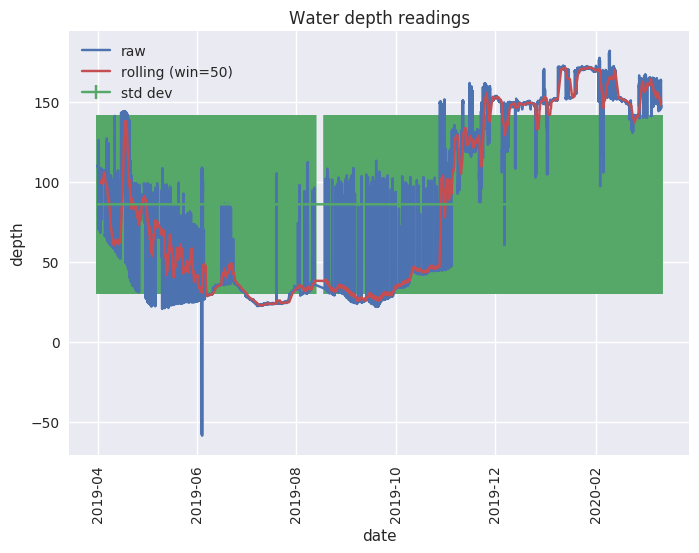 Water depth readings
raw
rolling (win=50)
std dev
depth
150
100
50
0
−50
2019-04
2019-06
2019-08
2019-10
2019-12
2020-02
date